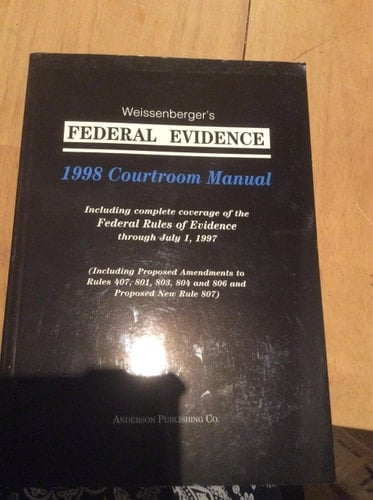 Weissenberger's
FEDERAL EVIDENCE
1998 Courtroom Manual
Including complete coverage of the
Federal Rules of Evidence
through July 1, 1997
(Including Proposed Amendments to
Rules 407, 801, 803, 804 and 806 and
Proposed New Rule 807)
ANDERSON PUBLISHING CO.